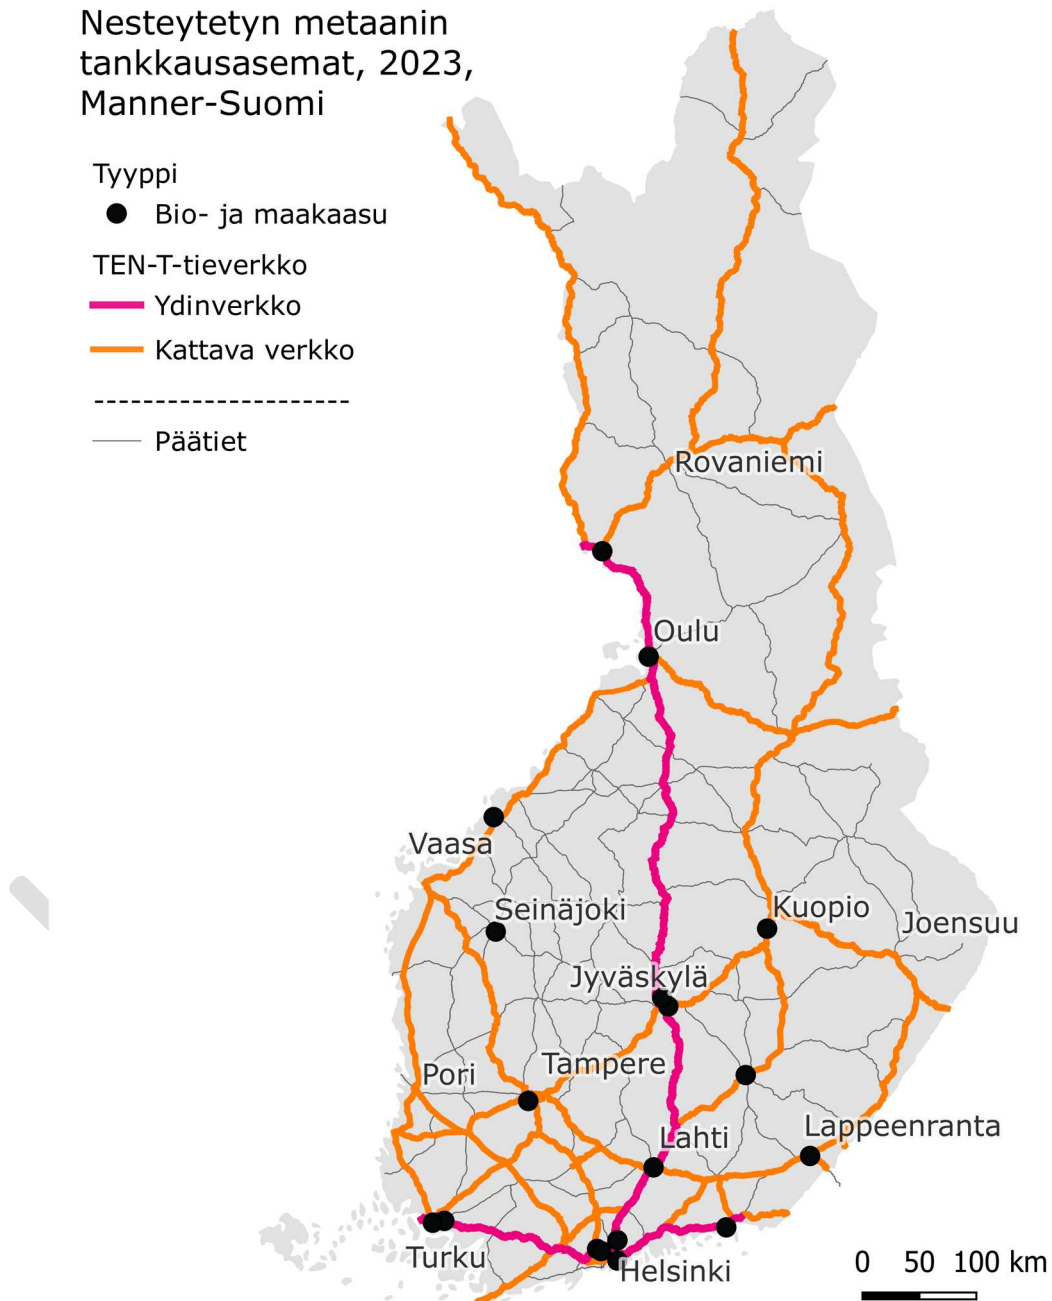 Nesteytetyn metaanin
tankkausasemat, 2023,
Manner-Suomi
Tyyppi
Bio- ja maakaasu
TEN-T-tieverkko
Ydinverkko
Kattava verkko
---------------------
Päätiet
Rovaniemi
Oulu
Vaasa
Seinäjoki
Kuopio
Joensuu
Jyväskylä
Tampere
Pori
Lappeenranta
Lahti
Turku
Helsinki
0 50 100 km